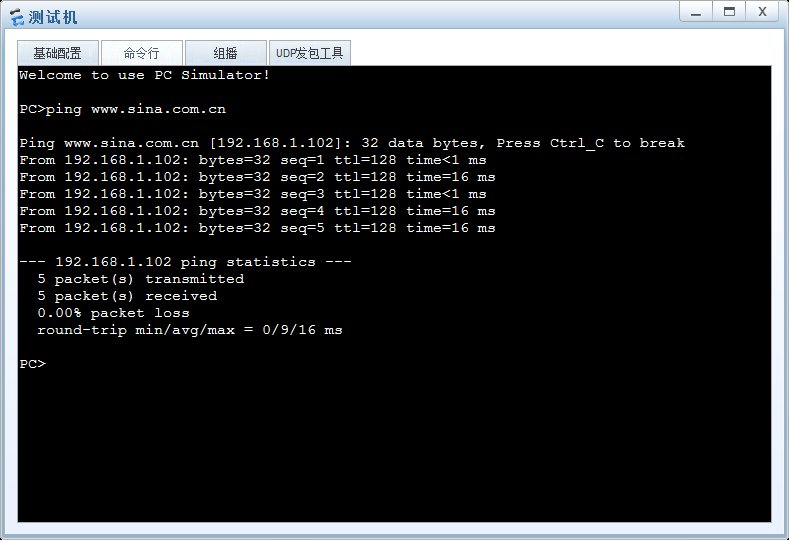 测试机
基础配置 命令行 组播 UDP发包工具
Welcome to use PC Simulator!
PC>ping www.sina.com.cn
Ping www.sina.com.cn [192.168.1.102]: 32 data bytes, Press Ctrl_C to break
From 192.168.1.102: bytes=32 seq=1 ttl=128 time<1 ms
From 192.168.1.102: bytes=32 seq=2 ttl=128 time=16 ms
From 192.168.1.102: bytes=32 seq=3 ttl=128 time<1 ms
From 192.168.1.102: bytes=32 seq=4 ttl=128 time=16 ms
From 192.168.1.102: bytes=32 seq=5 ttl=128 time=16 ms
--- 192.168.1.102 ping statistics ---
5 packet(s) transmitted
5 packet(s) received
0.00% packet loss
round-trip min/avg/max = 0/9/16 ms
PC>